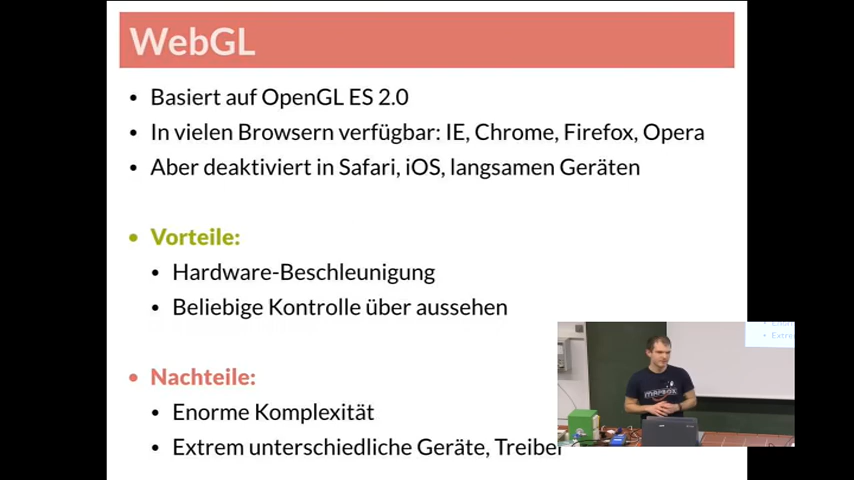 WebGL
Basiert auf OpenGL ES 2.0
In vielen Browsern verfügbar: IE, Chrome, Firefox, Opera
Aber deaktiviert in Safari, iOS, langsamen Geräten
Vorteile:
Hardware-Beschleunigung
Beliebige Kontrolle über aussehen
Nachteile:
Enorme Komplexität
Extrem unterschiedliche Geräte, Treiber
MAPBOX